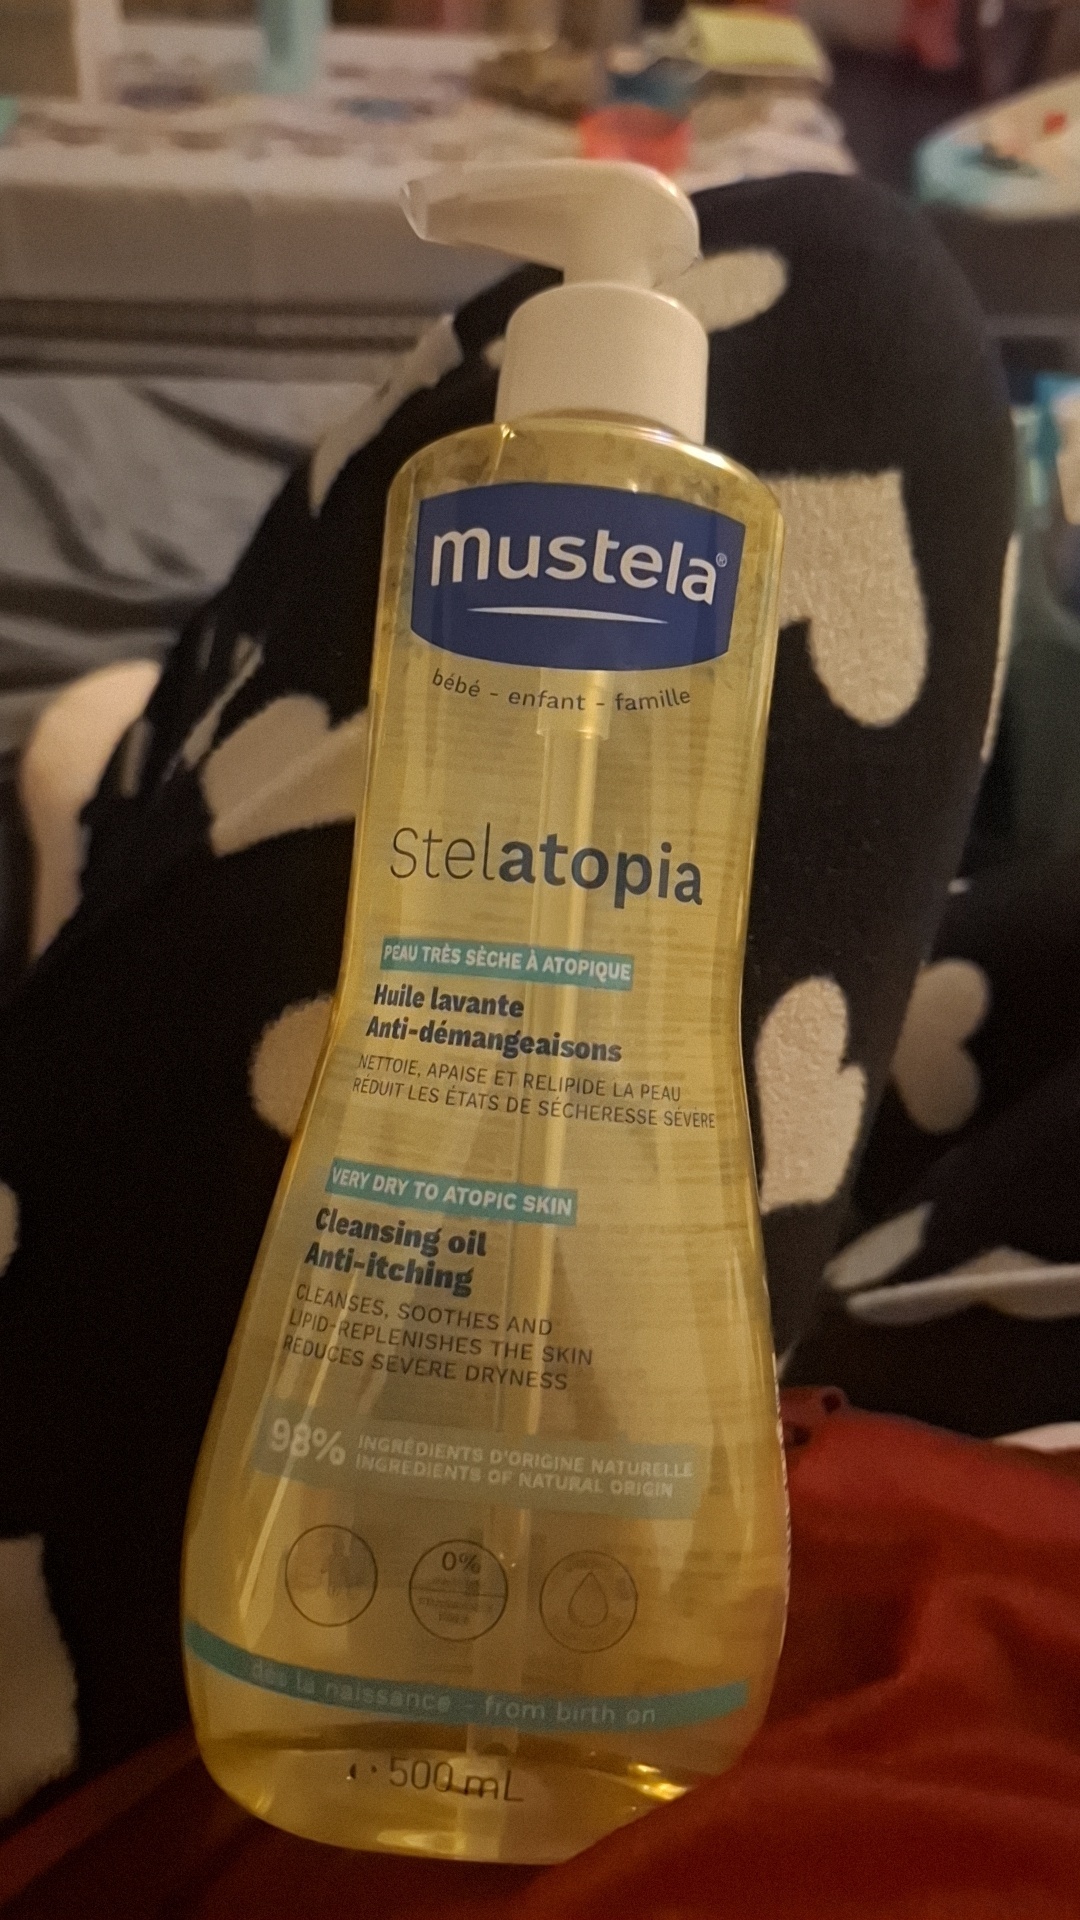 mustela®
bébé - enfant - famille
Stelatopia
PEAU TRÈS SÈCHE À ATOPIQUE
Huile lavante
Anti-démangeaisons
NETTOIE, APAISE ET RELIPIDE LA PEAU
RÉDUIT LES ÉTATS DE SÉCHERESSE SÉVÈRE
VERY DRY TO ATOPIC SKIN
Cleansing oil
Anti-itching
CLEANSES, SOOTHES AND
LIPID-REPLENISHES THE SKIN
REDUCES SEVERE DRYNESS
98% INGRÉDIENTS D'ORIGINE NATURELLE
INGREDIENTS OF NATURAL ORIGIN
0%
dès la naissance - from birth on
500 mL